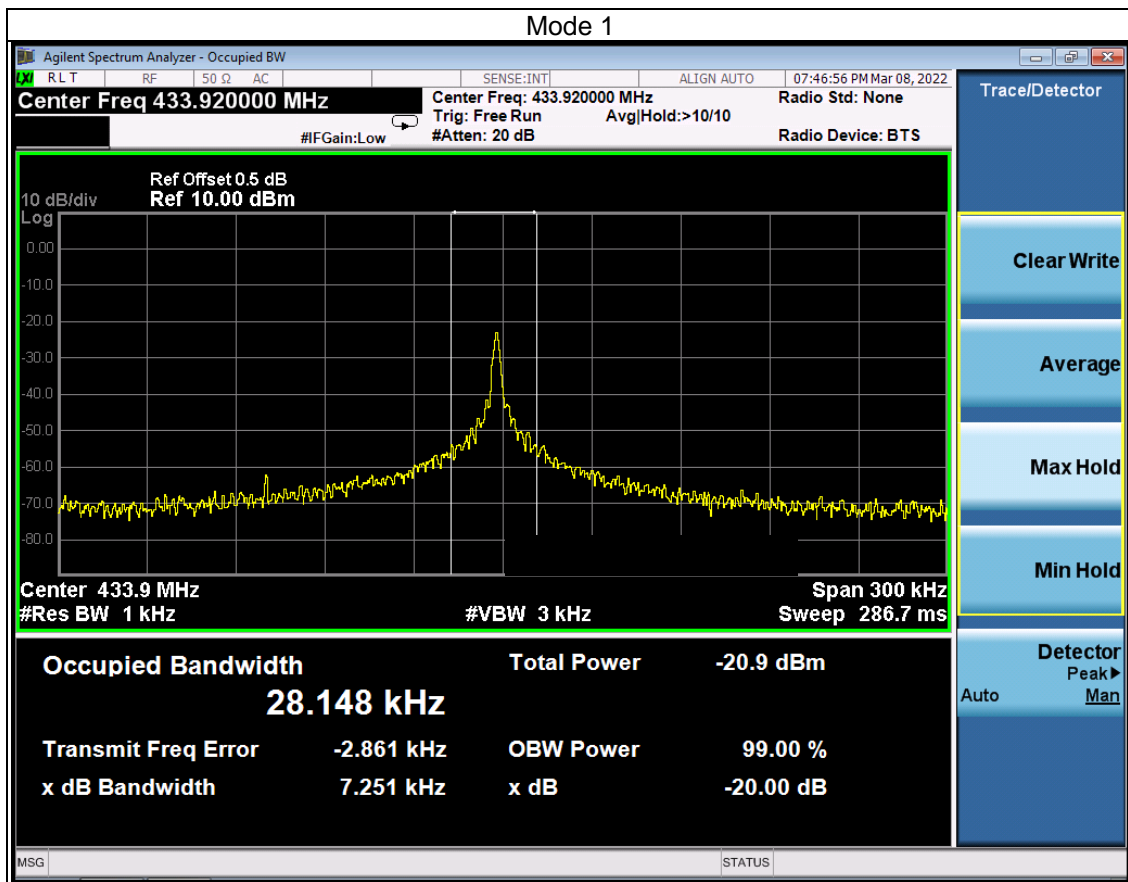 Mode 1
Agilent Spectrum Analyzer - Occupied BW
LXI RLT RF 50 Ω AC SENSE:INT ALIGN AUTO 07:46:56 PM Mar 08, 2022
Center Freq 433.920000 MHz Center Freq: 433.920000 MHz Radio Std: None
Trig: Free Run Avg|Hold:>10/10
#IFGain:Low #Atten: 20 dB Radio Device: BTS
Trace/Detector
Ref Offset 0.5 dB
10 dB/div Ref 10.00 dBm
Log
0.00
-10.0
-20.0
-30.0
-40.0
-50.0
-60.0
-70.0
-80.0
Center 433.9 MHz Span 300 kHz
#Res BW 1 kHz #VBW 3 kHz Sweep 286.7 ms
Clear Write
Average
Max Hold
Min Hold
Detector
Peak▶
Auto Man
Occupied Bandwidth Total Power -20.9 dBm
28.148 kHz
Transmit Freq Error -2.861 kHz OBW Power 99.00 %
x dB Bandwidth 7.251 kHz x dB -20.00 dB
MSG STATUS